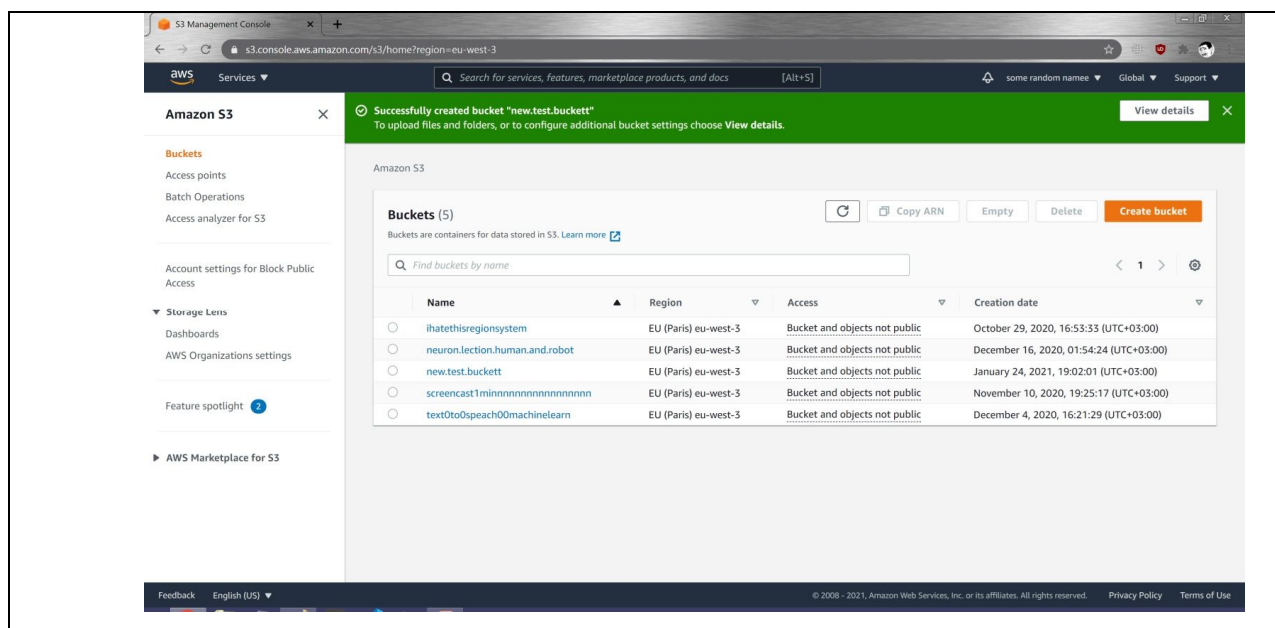 S3 Management Console
s3.console.aws.amazon.com/s3/home?region=eu-west-3
aws Services Search for services, features, marketplace products, and docs [Alt+S] some random namee Global Support
Amazon S3
Successfully created bucket "new.test.buckett"
To upload files and folders, or to configure additional bucket settings choose View details.
View details
Buckets
Access points
Batch Operations
Access analyzer for S3
Account settings for Block Public
Access
Storage Lens
Dashboards
AWS Organizations settings
Feature spotlight 2
AWS Marketplace for S3
Amazon S3
Buckets (5)
Copy ARN Empty Delete Create bucket
Buckets are containers for data stored in S3. Learn more
Find buckets by name
1
Name Region Access Creation date
ihatethisregionsystem EU (Paris) eu-west-3 Bucket and objects not public October 29, 2020, 16:53:33 (UTC+03:00)
neuron.lection.human.and.robot EU (Paris) eu-west-3 Bucket and objects not public December 16, 2020, 01:54:24 (UTC+03:00)
new.test.buckett EU (Paris) eu-west-3 Bucket and objects not public January 24, 2021, 19:02:01 (UTC+03:00)
screencast1minnnnnnnnnnnnnnnnn EU (Paris) eu-west-3 Bucket and objects not public November 10, 2020, 19:25:17 (UTC+03:00)
text0to0speach00machinelearn EU (Paris) eu-west-3 Bucket and objects not public December 4, 2020, 16:21:29 (UTC+03:00)
Feedback English (US) © 2008 - 2021, Amazon Web Services, Inc. or its affiliates. All rights reserved. Privacy Policy Terms of Use